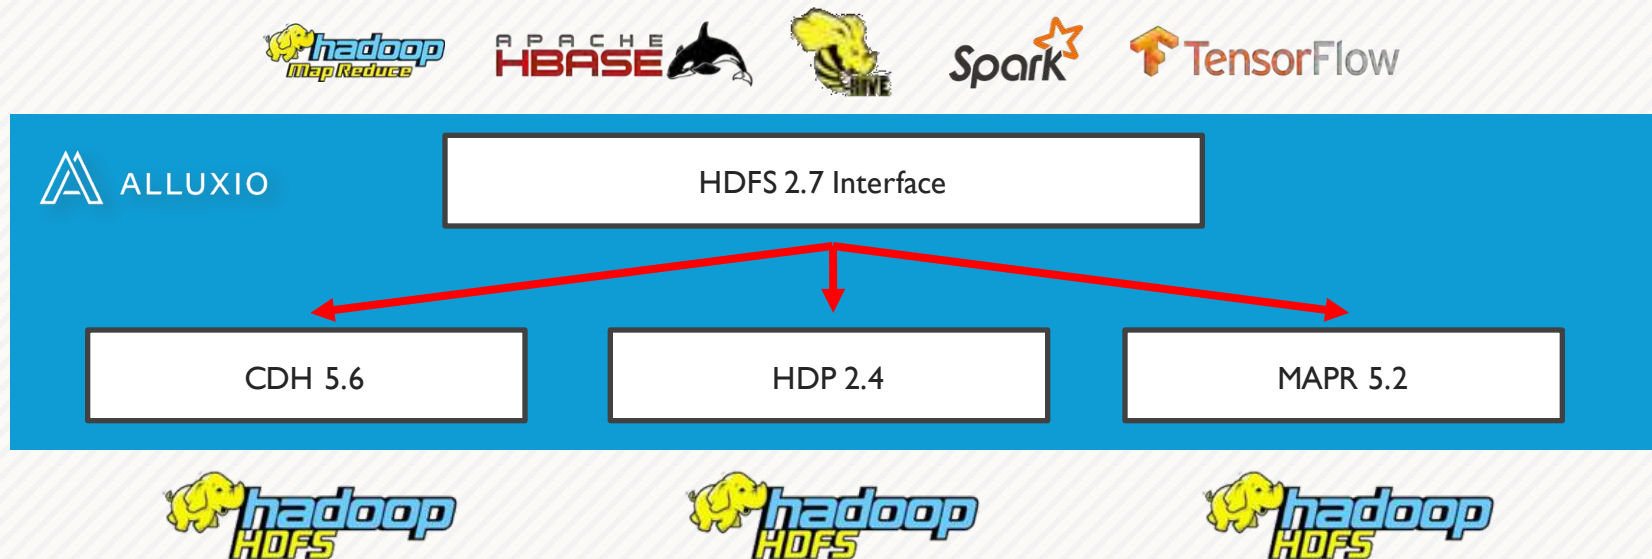 hadoop
Map Reduce
APACHE
HBASE
HIVE
Spark
TensorFlow
ALLUXIO
HDFS 2.7 Interface
CDH 5.6
HDP 2.4
MAPR 5.2
hadoop
HDFS
hadoop
HDFS
hadoop
HDFS